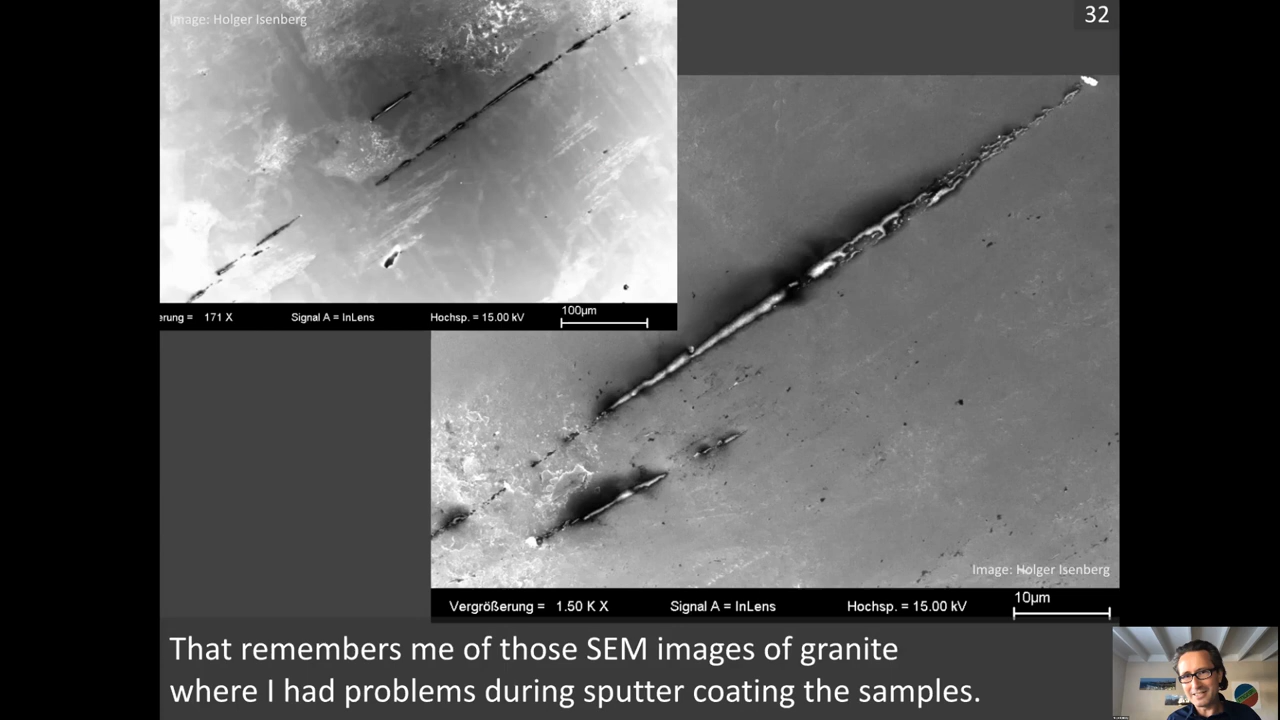 Image: Holger Isenberg
32
erung = 171 X Signal A = InLens Hochsp. = 15.00 kV 100µm
Image: Holger Isenberg
Vergrößerung = 1.50 K X Signal A = InLens Hochsp. = 15.00 kV 10µm
That remembers me of those SEM images of granite
where I had problems during sputter coating the samples.